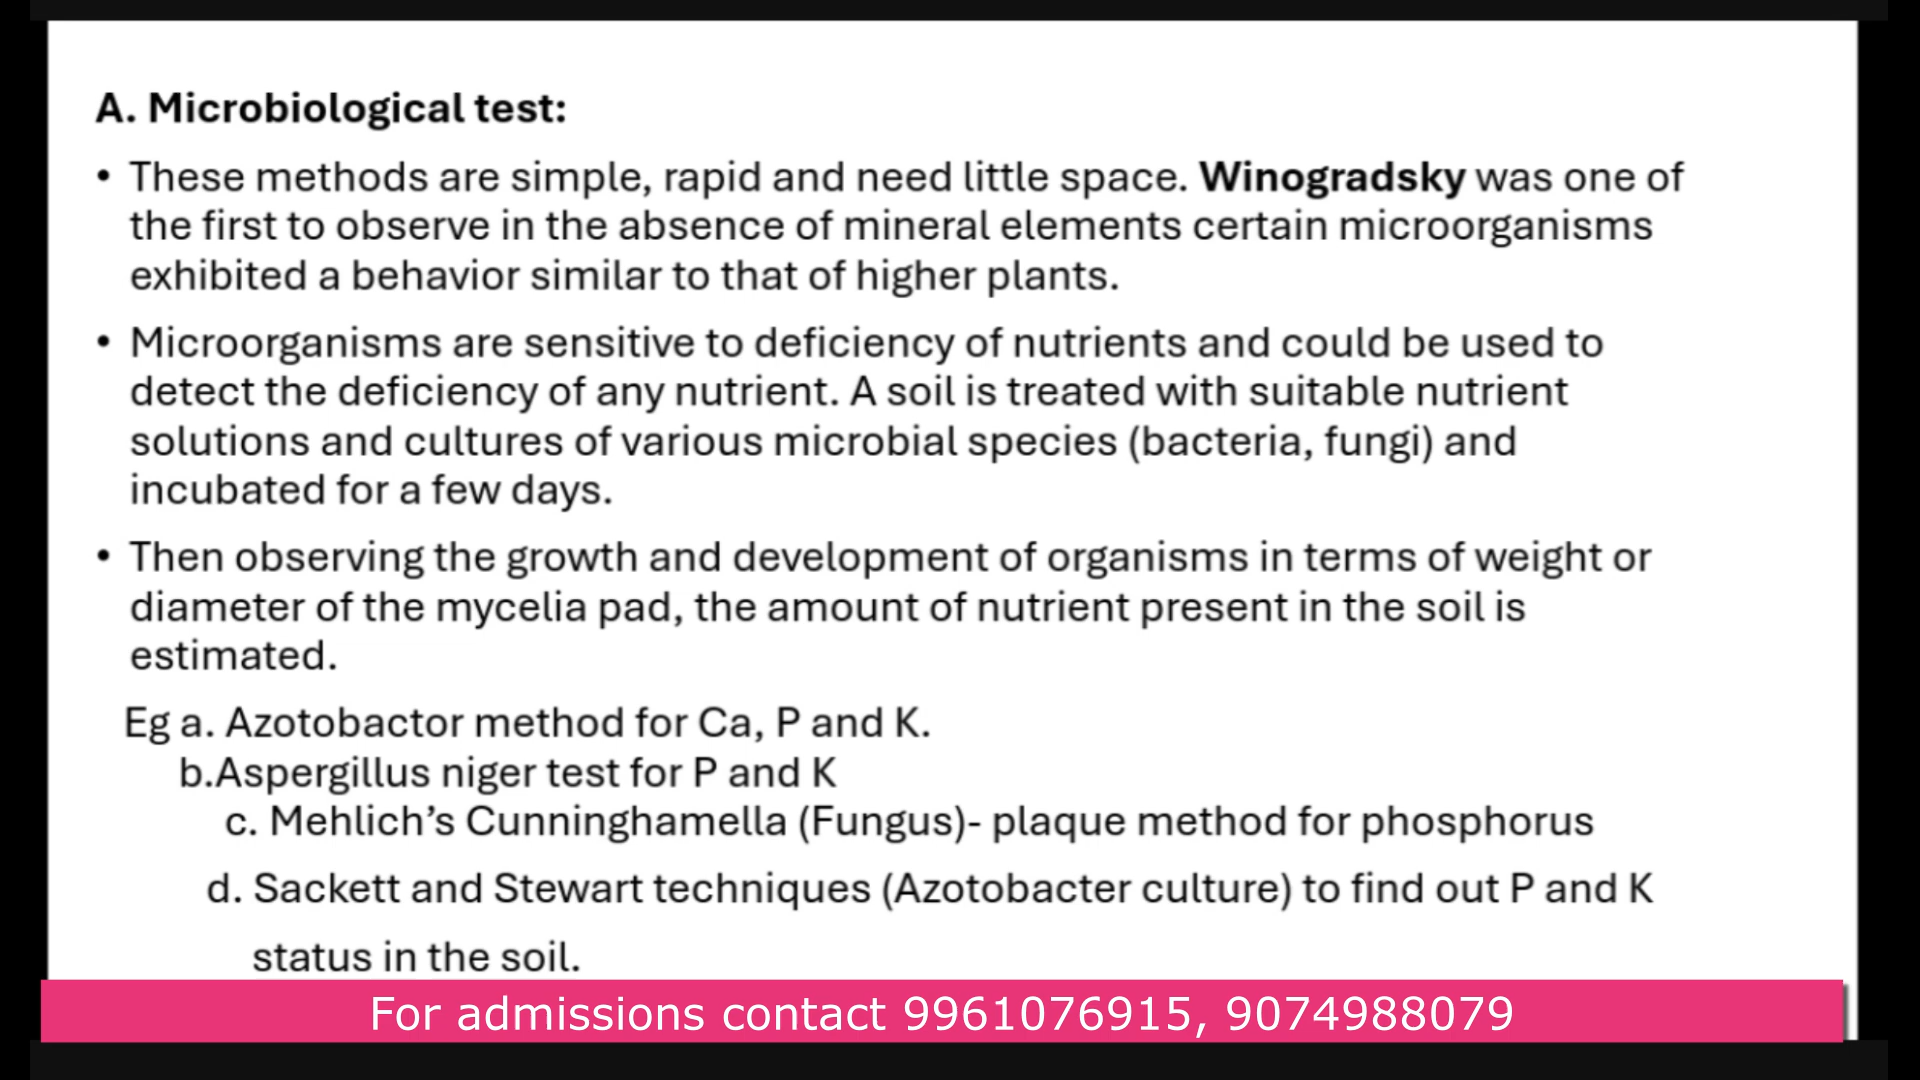 A. Microbiological test:
• These methods are simple, rapid and need little space. Winogradsky was one of
the first to observe in the absence of mineral elements certain microorganisms
exhibited a behavior similar to that of higher plants.
• Microorganisms are sensitive to deficiency of nutrients and could be used to
detect the deficiency of any nutrient. A soil is treated with suitable nutrient
solutions and cultures of various microbial species (bacteria, fungi) and
incubated for a few days.
• Then observing the growth and development of organisms in terms of weight or
diameter of the mycelia pad, the amount of nutrient present in the soil is
estimated.
Eg a. Azotobactor method for Ca, P and K.
b.Aspergillus niger test for P and K
c. Mehlich’s Cunninghamella (Fungus)- plaque method for phosphorus
d. Sackett and Stewart techniques (Azotobacter culture) to find out P and K
status in the soil.
For admissions contact 9961076915, 9074988079